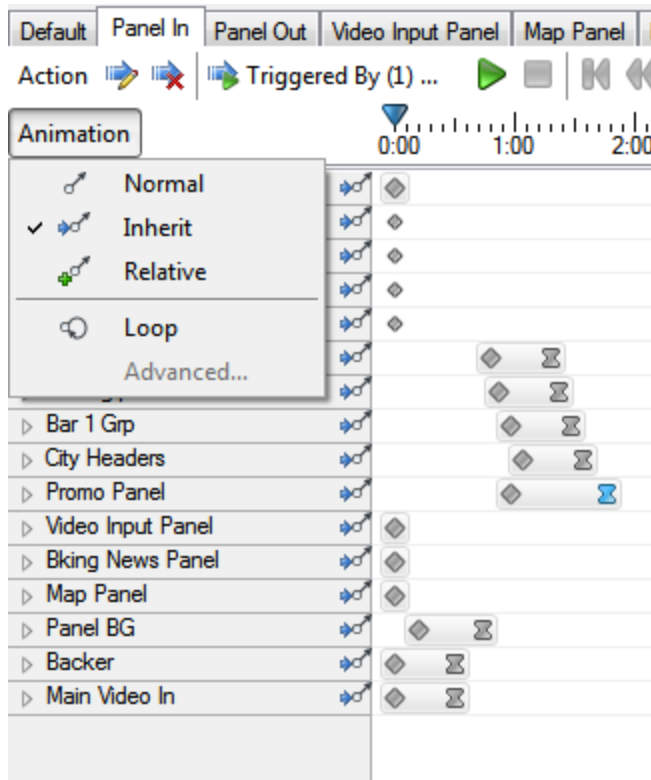 Default Panel In Panel Out Video Input Panel Map Panel
Action Triggered By (1) ...
Animation 0:00 1:00 2:00
Normal
Inherit
Relative
Loop
Advanced...
Bar 1 Grp
City Headers
Promo Panel
Video Input Panel
Bking News Panel
Map Panel
Panel BG
Backer
Main Video In